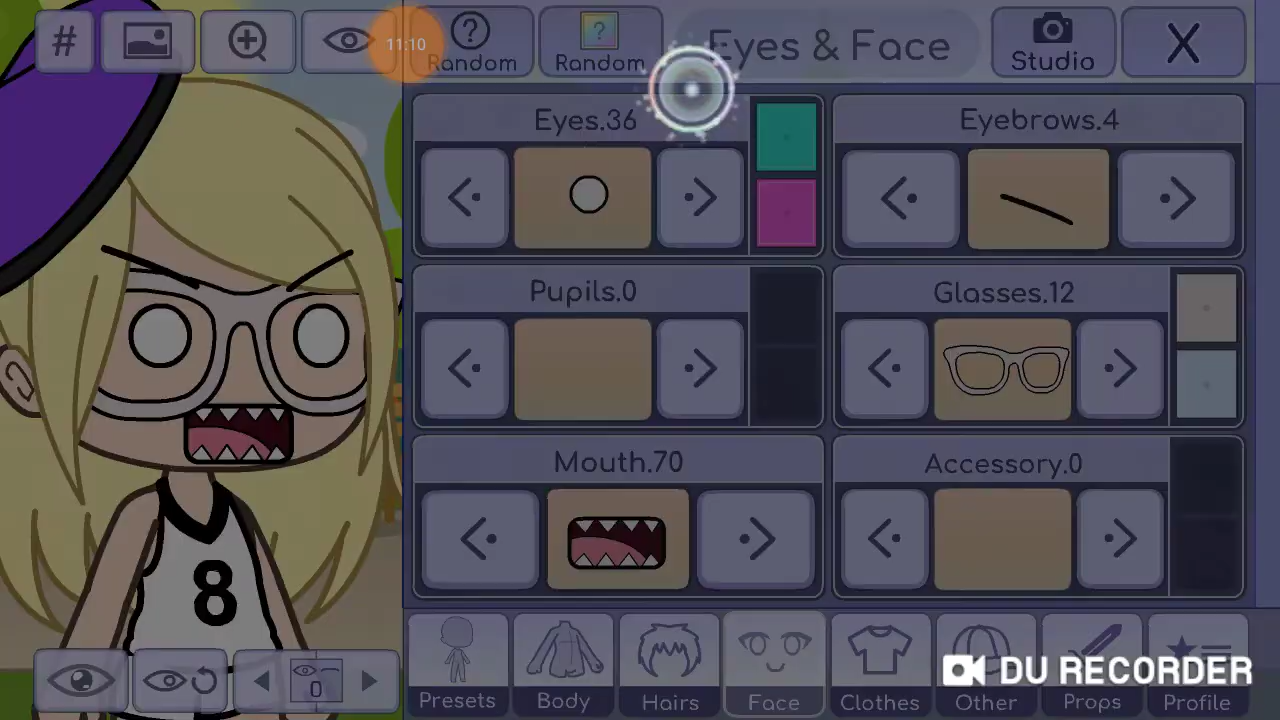 #
11:10
?
Random
?
Random
Eyes & Face
Studio
X
Eyes.36
Eyebrows.4
Pupils.0
Glasses.12
Mouth.70
Accessory.0
8
0
Presets
Body
Hairs
Face
Clothes
Other
Props
Profile
DU RECORDER